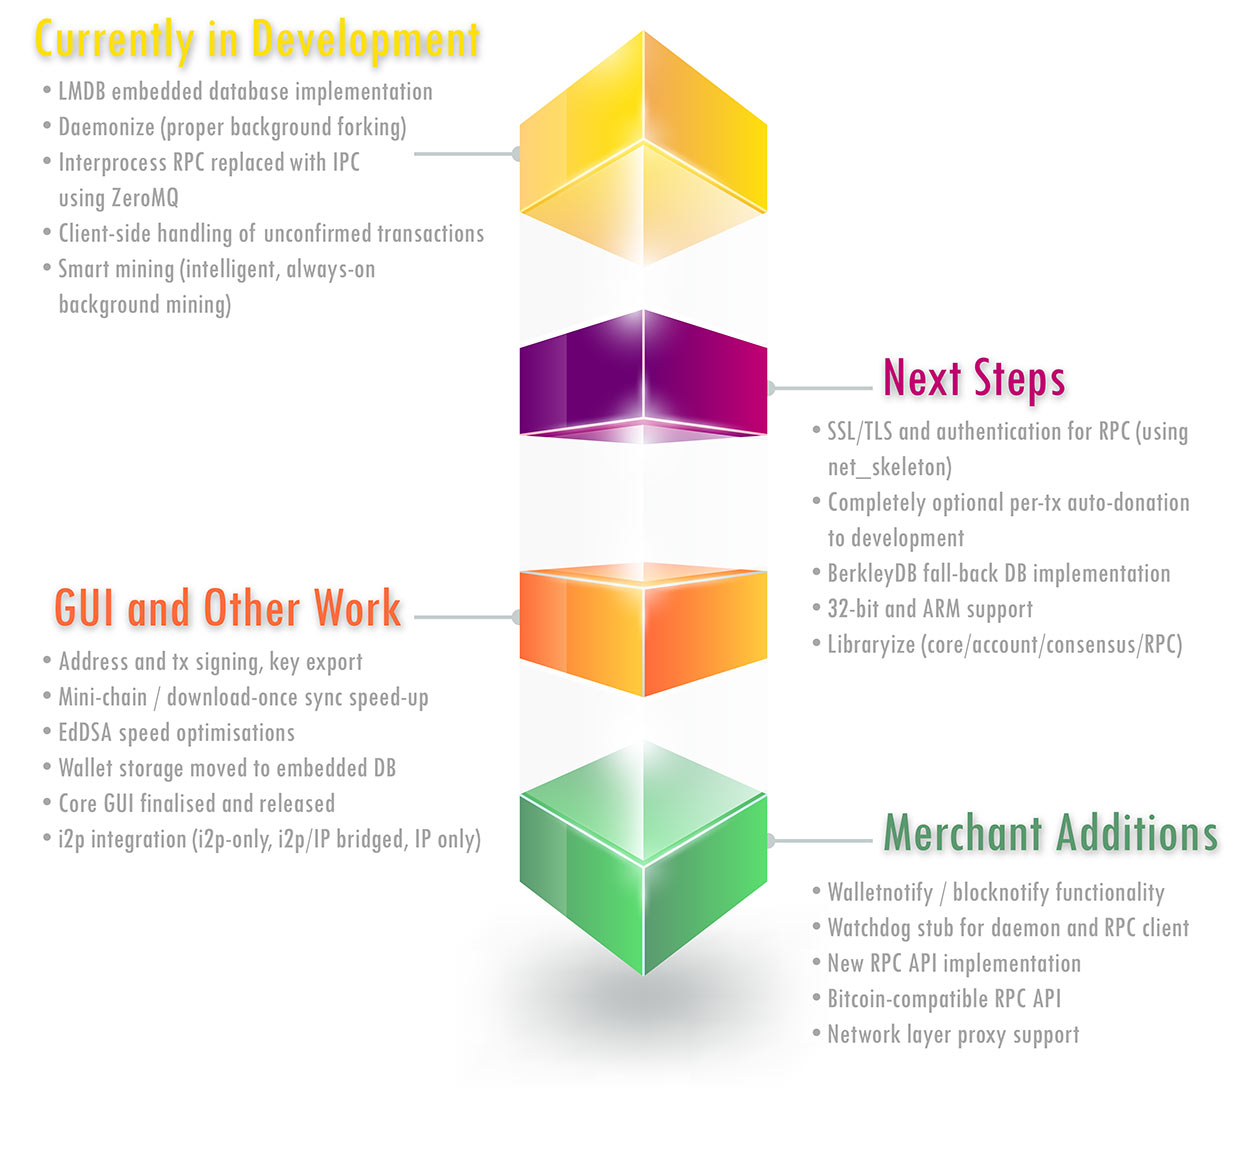 Currently in Development
• LMDB embedded database implementation
• Daemonize (proper background forking)
• Interprocess RPC replaced with IPC
using ZeroMQ
• Client-side handling of unconfirmed transactions
• Smart mining (intelligent, always-on
background mining)
Next Steps
• SSL/TLS and authentication for RPC (using
net_skeleton)
• Completely optional per-tx auto-donation
to development
• BerkleyDB fall-back DB implementation
• 32-bit and ARM support
• Libraryize (core/account/consensus/RPC)
GUI and Other Work
• Address and tx signing, key export
• Mini-chain / download-once sync speed-up
• EdDSA speed optimisations
• Wallet storage moved to embedded DB
• Core GUI finalised and released
• i2p integration (i2p-only, i2p/IP bridged, IP only)
Merchant Additions
• Walletnotify / blocknotify functionality
• Watchdog stub for daemon and RPC client
• New RPC API implementation
• Bitcoin-compatible RPC API
• Network layer proxy support